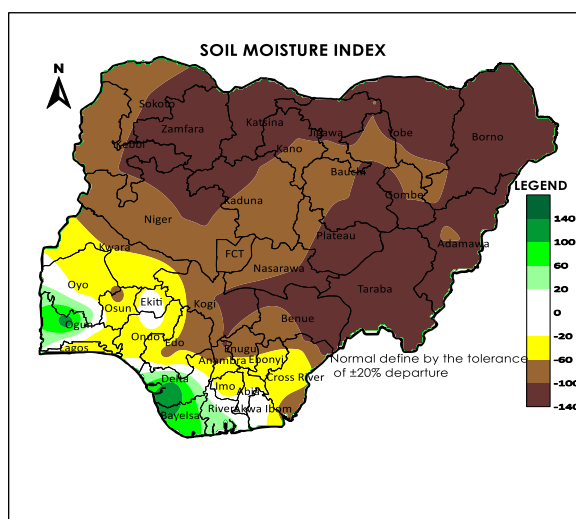 SOIL MOISTURE INDEX
N
Sokoto
Zamfara
Katsina
Jigawa
Yobe
Borno
Kebbi
Kano
Bauchi
Gombe
Kaduna
Niger
Plateau
Adamawa
Kwara
FCT
Nasarawa
Taraba
Oyo
Osun
Ekiti
Kogi
Benue
Ogun
Ondo
Edo
Enugu
Lagos
Anambra
Ebonyi
Delta
Imo
Abia
Cross River
Bayelsa
Rivers
Akwa Ibom
Normal define by the tolerance
of ±20% departure
LEGEND
140
100
60
20
0
-20
-60
-100
-140